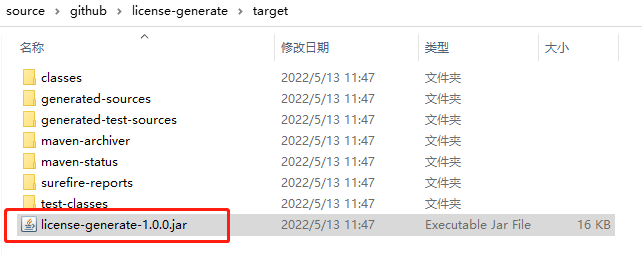 source > github > license-generate > target
名称 修改日期 类型 大小
classes 2022/5/13 11:47 文件夹
generated-sources 2022/5/13 11:47 文件夹
generated-test-sources 2022/5/13 11:47 文件夹
maven-archiver 2022/5/13 11:47 文件夹
maven-status 2022/5/13 11:47 文件夹
surefire-reports 2022/5/13 11:47 文件夹
test-classes 2022/5/13 11:47 文件夹
license-generate-1.0.0.jar 2022/5/13 11:47 Executable Jar File 16 KB